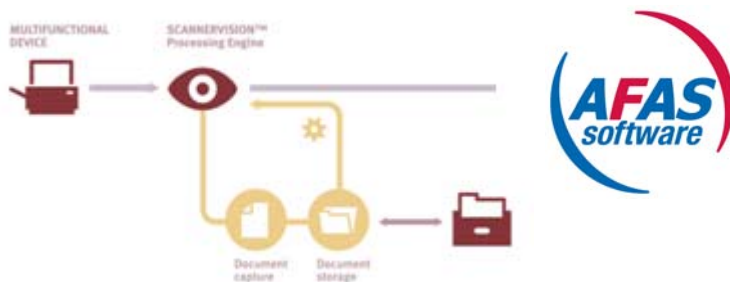 MULTIFUNCTIONAL
DEVICE
SCANNERVISION™
Processing Engine
AFAS
software
Document
capture
Document
storage